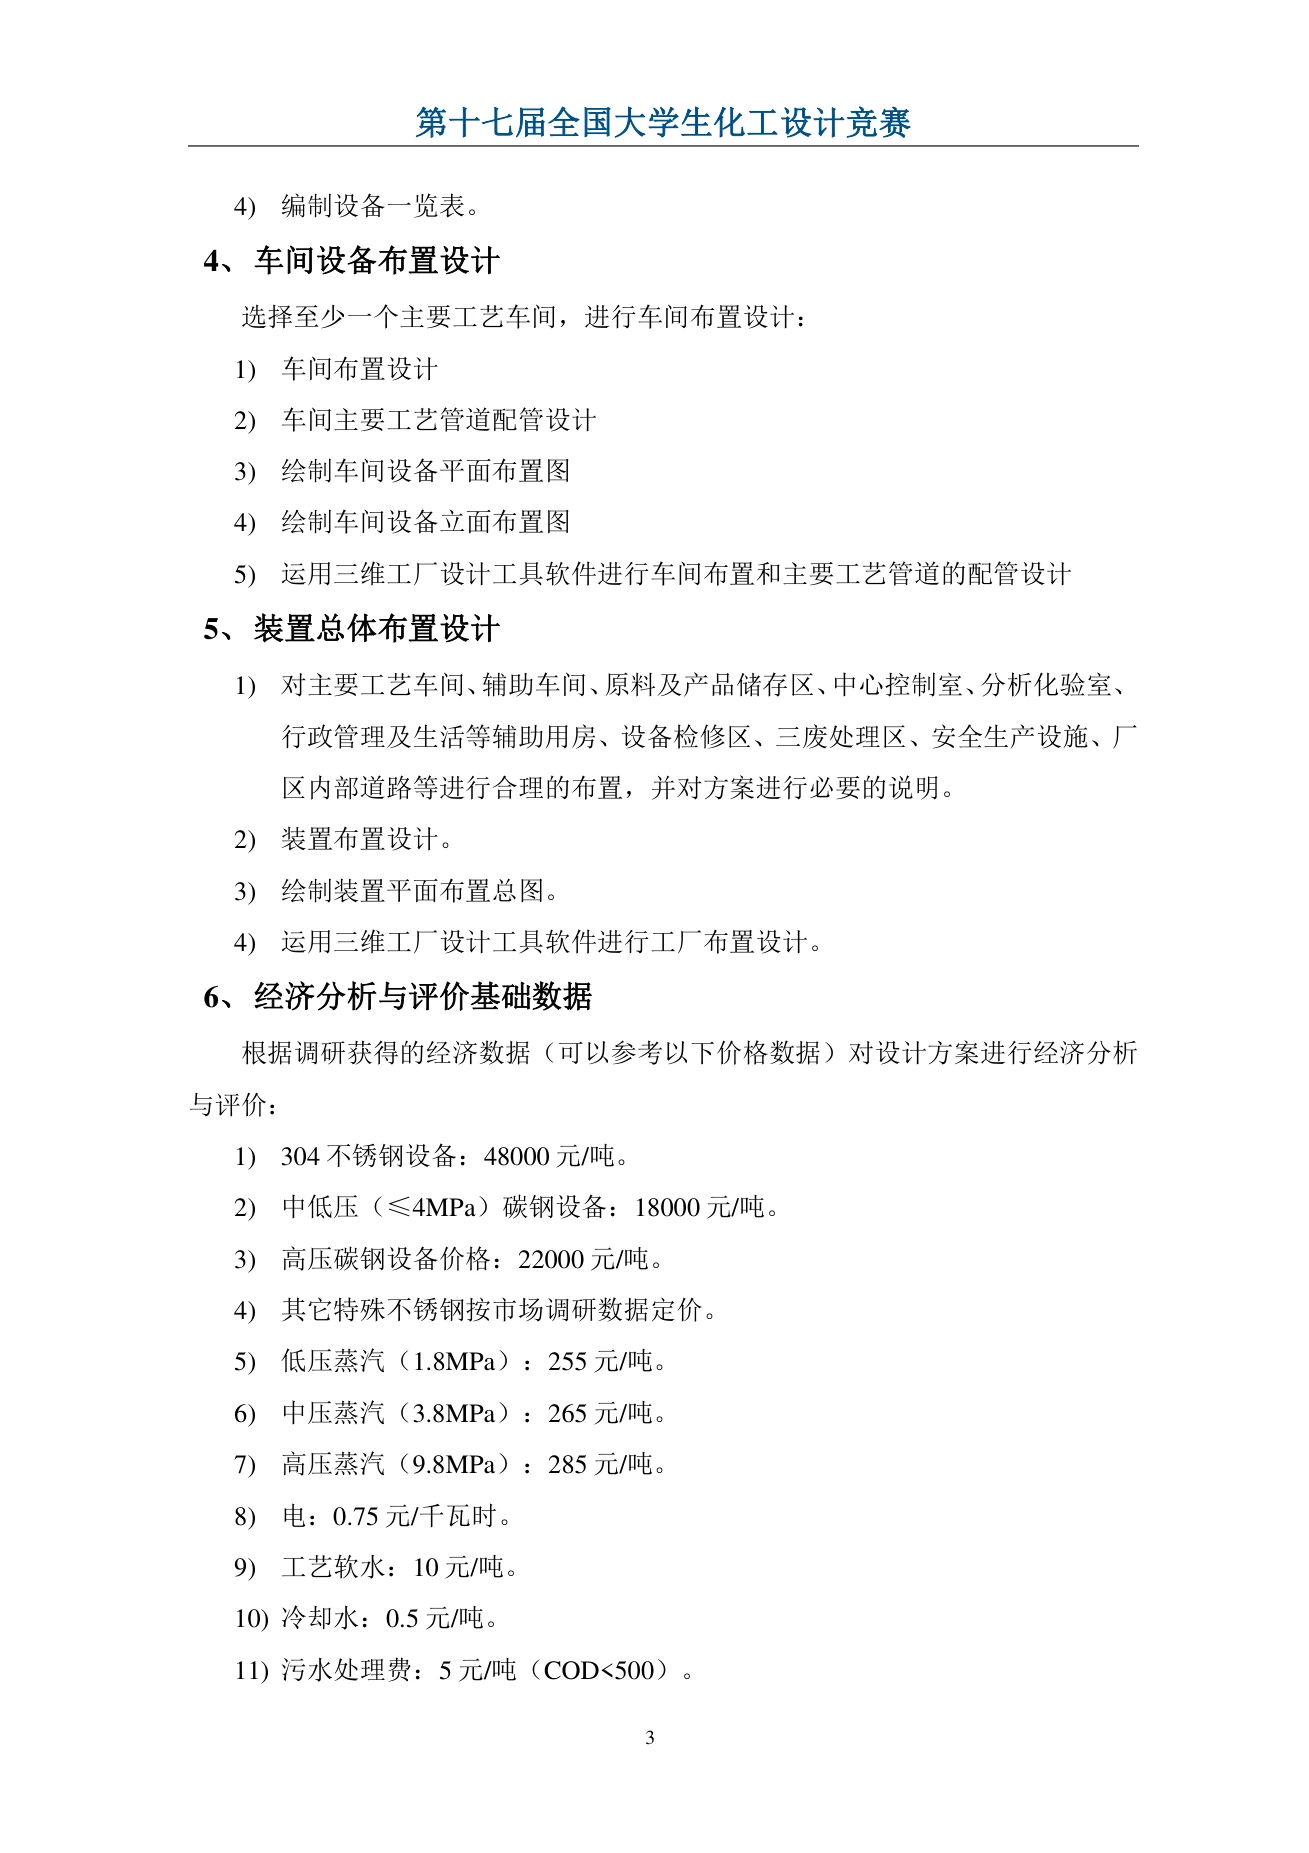 第十七届全国大学生化工设计竞赛
4) 编制设备一览表。
4、车间设备布置设计
选择至少一个主要工艺车间，进行车间布置设计：
1) 车间布置设计
2) 车间主要工艺管道配管设计
3) 绘制车间设备平面布置图
4) 绘制车间设备立面布置图
5) 运用三维工厂设计工具软件进行车间布置和主要工艺管道的配管设计
5、装置总体布置设计
1) 对主要工艺车间、辅助车间、原料及产品储存区、中心控制室、分析化验室、
行政管理及生活等辅助用房、设备检修区、三废处理区、安全生产设施、厂
区内部道路等进行合理的布置，并对方案进行必要的说明。
2) 装置布置设计。
3) 绘制装置平面布置总图。
4) 运用三维工厂设计工具软件进行工厂布置设计。
6、经济分析与评价基础数据
根据调研获得的经济数据（可以参考以下价格数据）对设计方案进行经济分析
与评价：
1) 304 不锈钢设备：48000 元/吨。
2) 中低压（≤4MPa）碳钢设备：18000 元/吨。
3) 高压碳钢设备价格：22000 元/吨。
4) 其它特殊不锈钢按市场调研数据定价。
5) 低压蒸汽（1.8MPa）：255 元/吨。
6) 中压蒸汽（3.8MPa）：265 元/吨。
7) 高压蒸汽（9.8MPa）：285 元/吨。
8) 电：0.75 元/千瓦时。
9) 工艺软水：10 元/吨。
10) 冷却水：0.5 元/吨。
11) 污水处理费：5 元/吨（COD<500）。
3